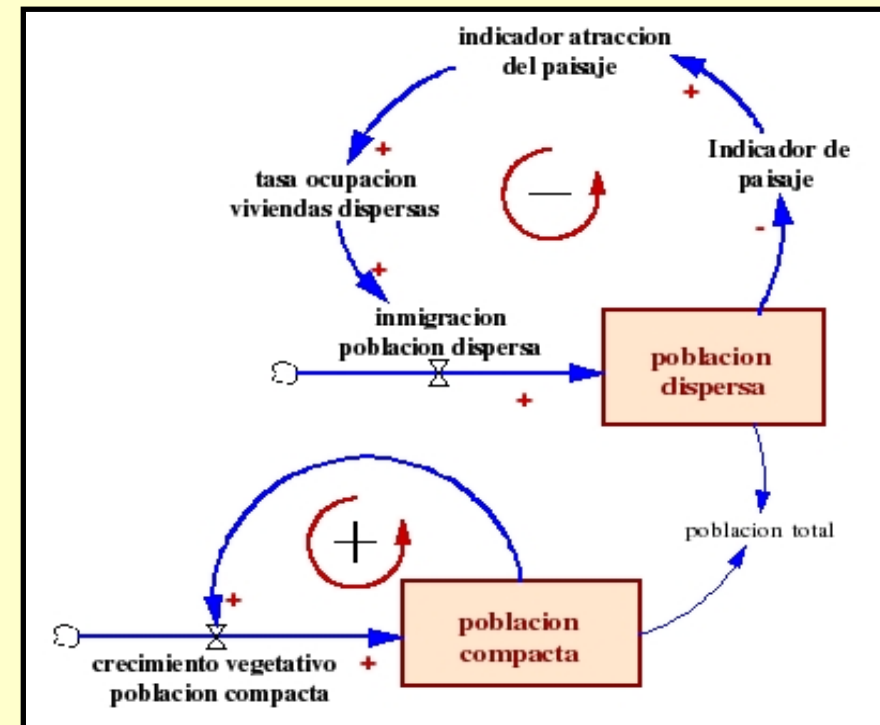 indicador atraccion
del paisaje
+
+
Indicador de
paisaje
tasa ocupacion
viviendas dispersas
—
-
+
inmigracion
poblacion dispersa
poblacion
dispersa
+
+
poblacion total
+
poblacion
compacta
crecimiento vegetativo
poblacion compacta
+